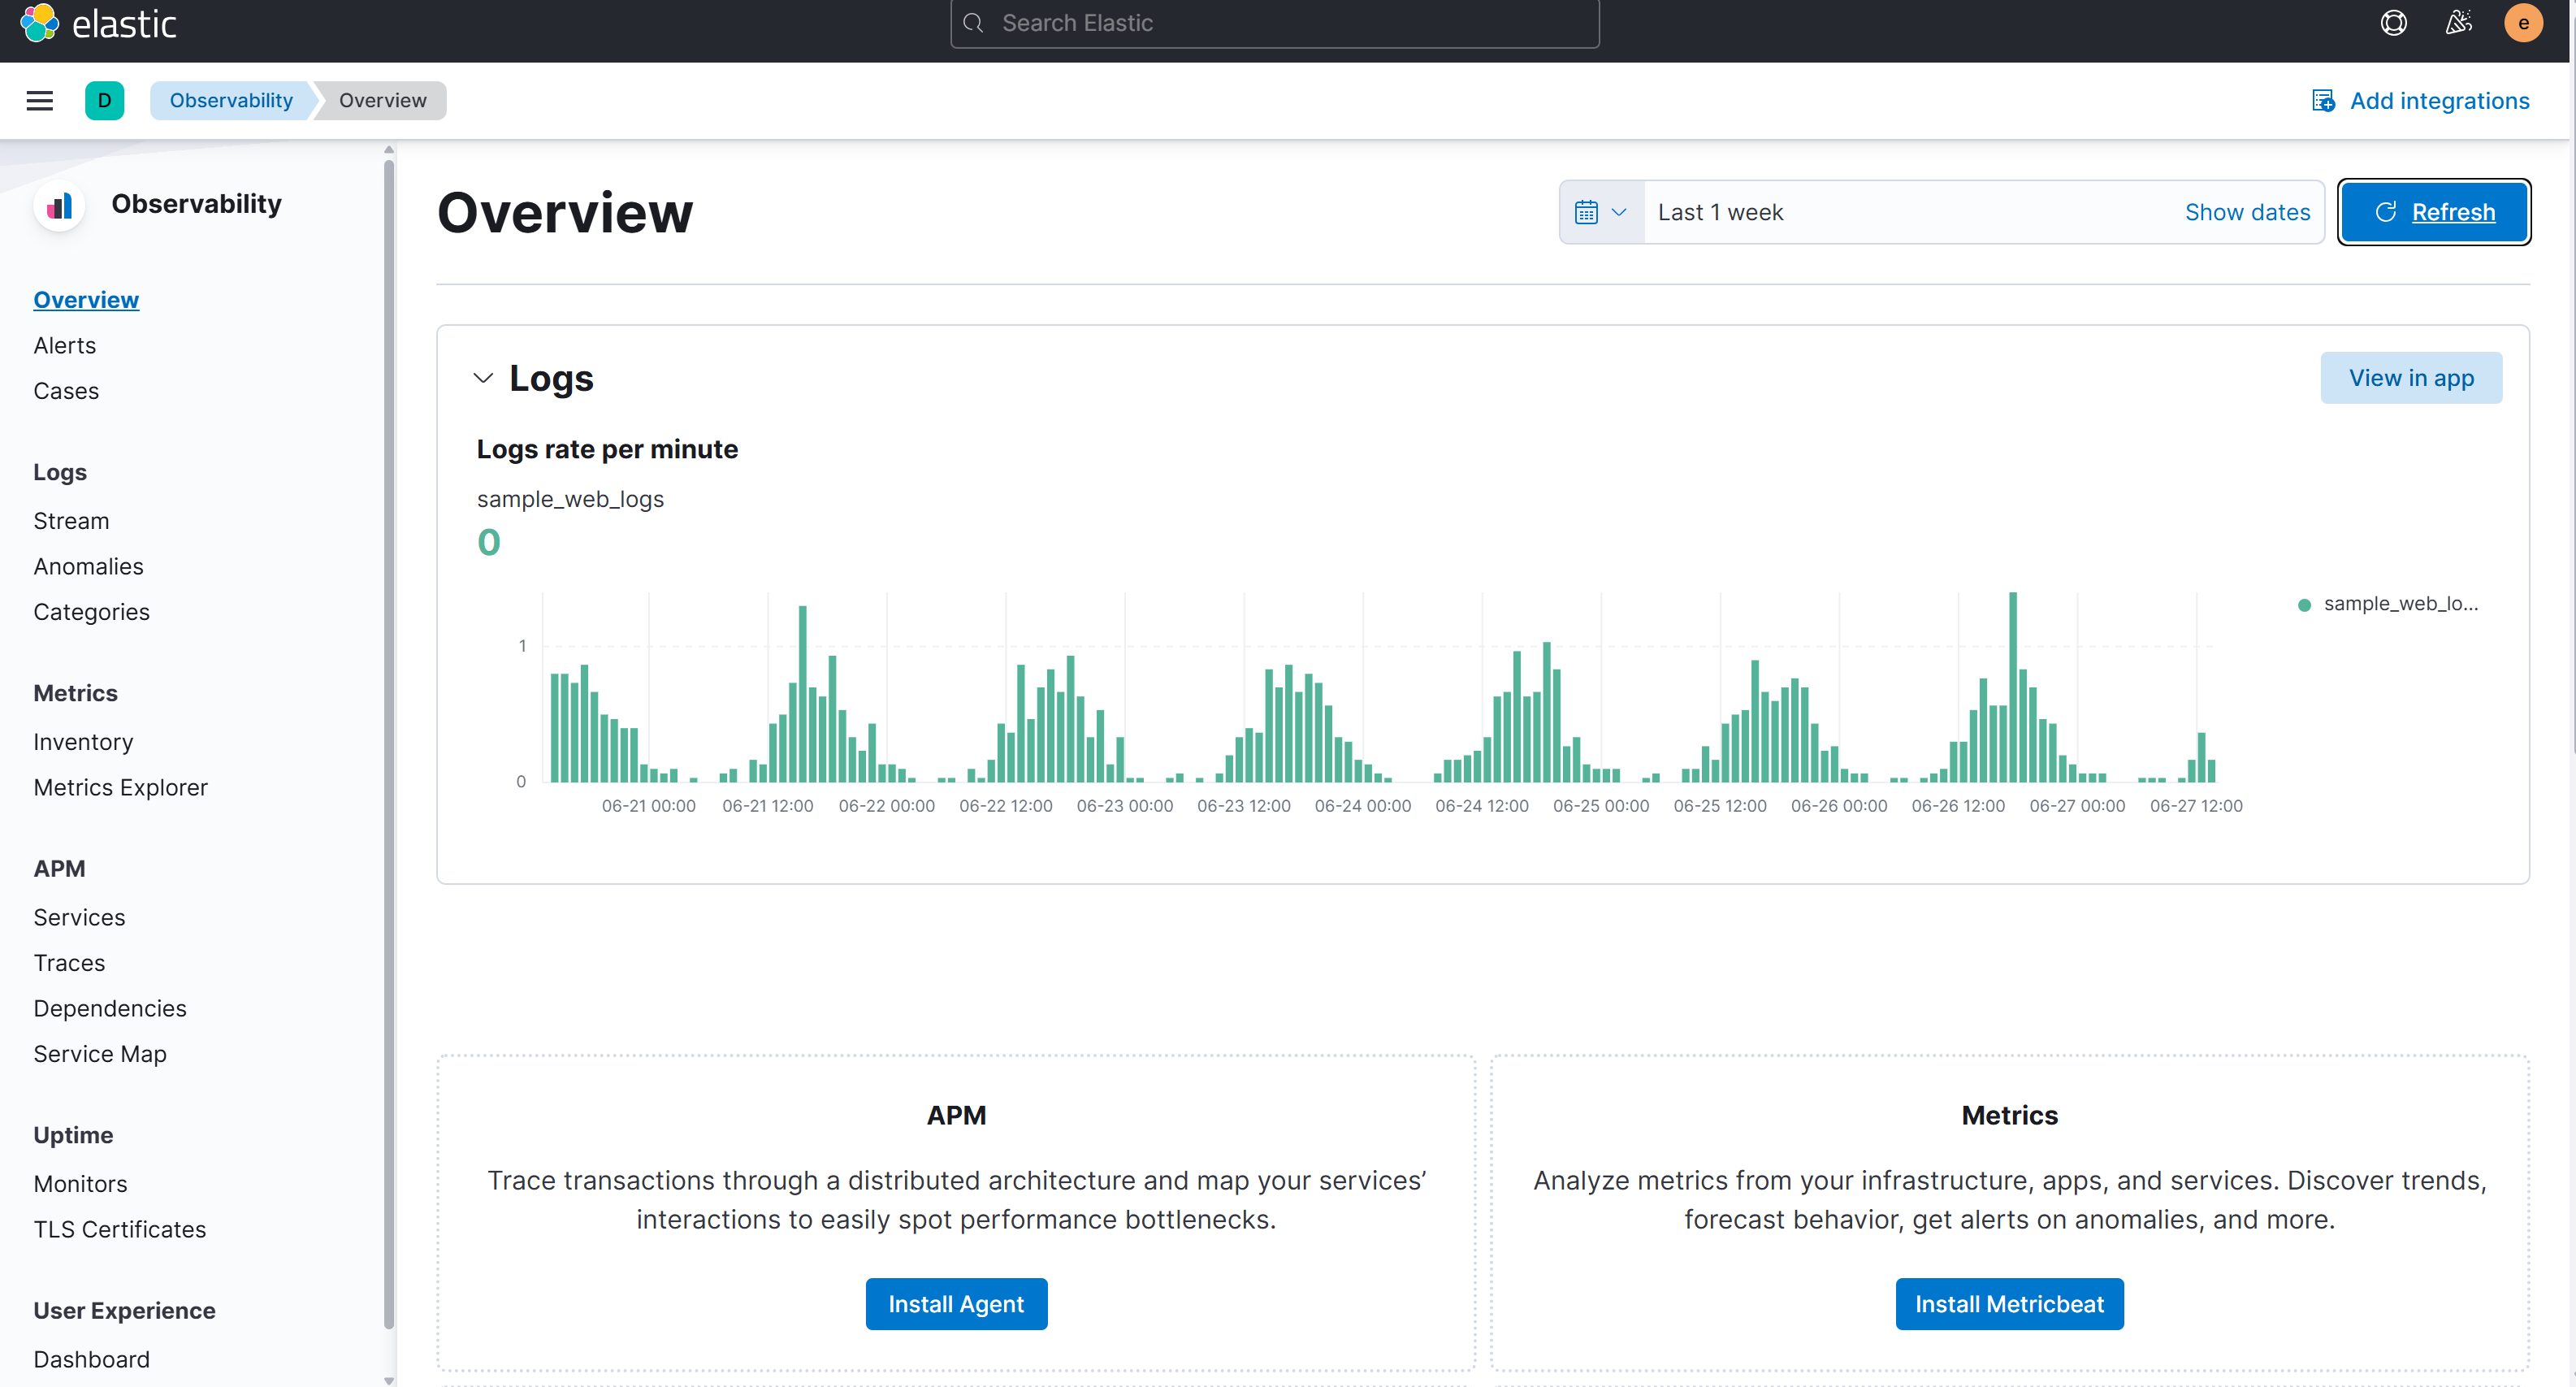 elastic
Search Elastic
e
D
Observability
Overview
Add integrations
Observability
Overview
Alerts
Cases
Logs
Stream
Anomalies
Categories
Metrics
Inventory
Metrics Explorer
APM
Services
Traces
Dependencies
Service Map
Uptime
Monitors
TLS Certificates
User Experience
Dashboard
Overview
Last 1 week
Show dates
Refresh
Logs
View in app
Logs rate per minute
sample_web_logs
0
sample_web_lo...
1
0
06-21 00:00 06-21 12:00 06-22 00:00 06-22 12:00 06-23 00:00 06-23 12:00 06-24 00:00 06-24 12:00 06-25 00:00 06-25 12:00 06-26 00:00 06-26 12:00 06-27 00:00 06-27 12:00
APM
Trace transactions through a distributed architecture and map your services’
interactions to easily spot performance bottlenecks.
Install Agent
Metrics
Analyze metrics from your infrastructure, apps, and services. Discover trends,
forecast behavior, get alerts on anomalies, and more.
Install Metricbeat